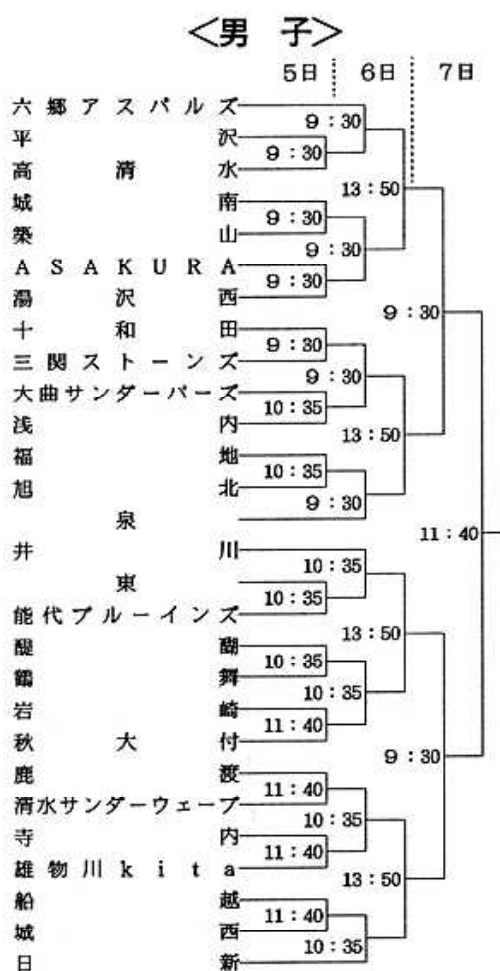 <男 子>
5日 6日 7日
六郷アスパルズ
9:30
平沢
9:30
高清水
13:50
城南
9:30
築山
9:30
ASAKURA
9:30
湯沢西
9:30
十和田
9:30
三関ストーンズ
9:30
大曲サンダーバーズ
10:35
浅内
13:50
福地
10:35
旭北
9:30
泉
11:40
井川
10:35
東
10:35
能代ブルーインズ
13:50
醍醐
10:35
鶴舞
10:35
岩崎
11:40
秋大付
9:30
鹿渡
11:40
清水サンダーウェーブ
10:35
寺内
11:40
雄物川kita
13:50
船越
11:40
城西
10:35
日新